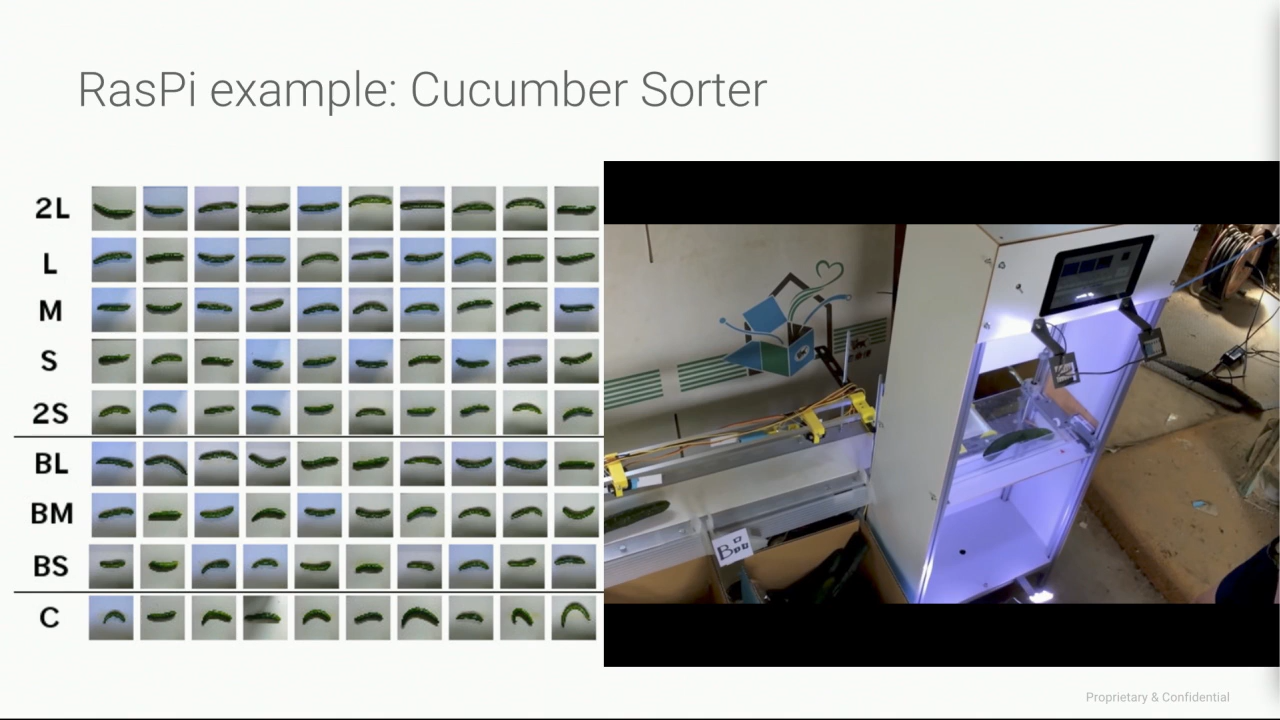 RasPi example: Cucumber Sorter
2L
L
M
S
2S
BL
BM
BS
C
Proprietary & Confidential